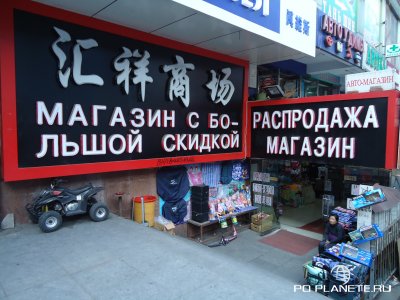 汇祥商场
МАГАЗИН С БО-
ЛЬШОЙ СКИДКОЙ
РАСПРОДАЖА
МАГАЗИН
АВТО-МАГАЗИН
PO PLANETE.RU